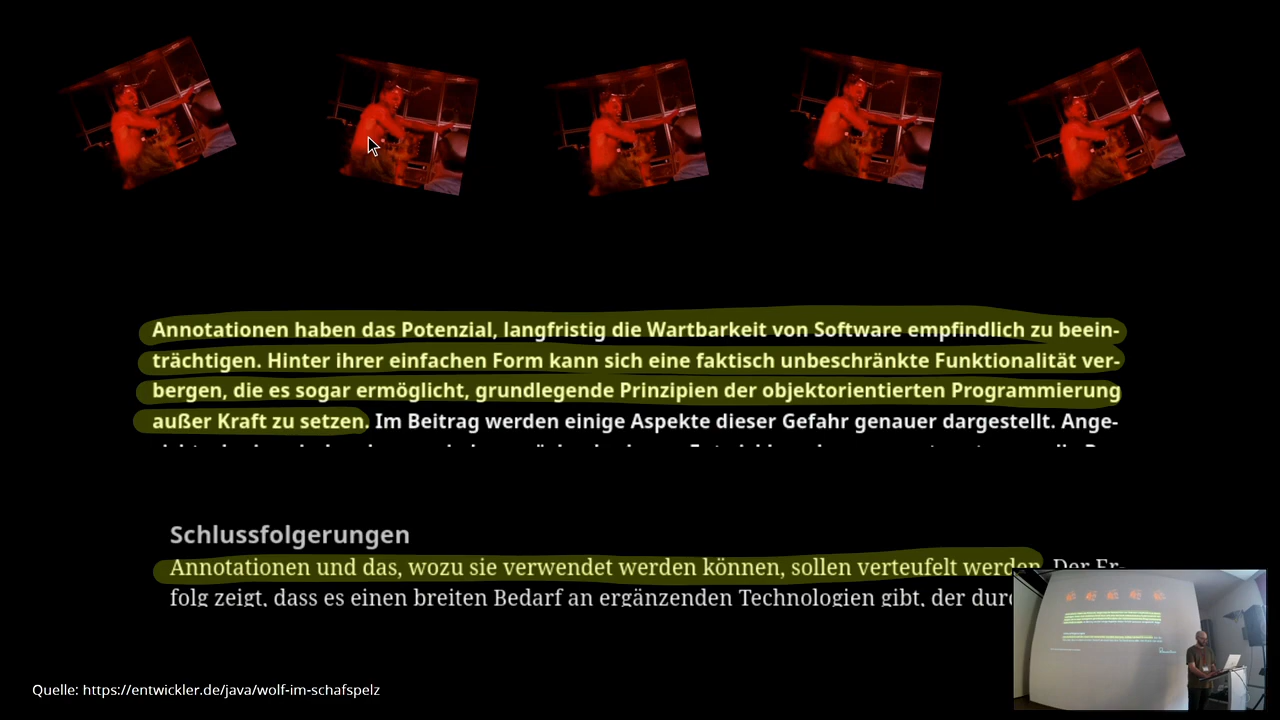 Annotationen haben das Potenzial, langfristig die Wartbarkeit von Software empfindlich zu beein-
trächtigen. Hinter ihrer einfachen Form kann sich eine faktisch unbeschränkte Funktionalität ver-
bergen, die es sogar ermöglicht, grundlegende Prinzipien der objektorientierten Programmierung
außer Kraft zu setzen. Im Beitrag werden einige Aspekte dieser Gefahr genauer dargestellt. Ange-
Schlussfolgerungen
Annotationen und das, wozu sie verwendet werden können, sollen verteufelt werden. Der Er-
folg zeigt, dass es einen breiten Bedarf an ergänzenden Technologien gibt, der
Quelle: https://entwickler.de/java/wolf-im-schafspelz